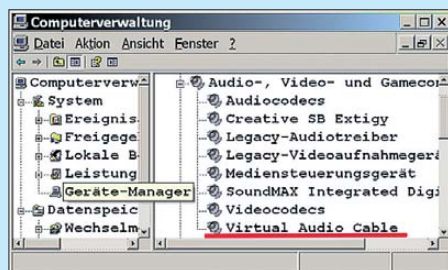 Computerverwaltung
Datei Aktion Ansicht Fenster ?
Computerverw
System
Ereignis
Freigege
Lokale B
Leistung
Geräte-Manager
Datenspeic
Wechselm
Audio-, Video- und Gamecon
Audiocodecs
Creative SB Extigy
Legacy-Audiotreiber
Legacy-Videoaufnahmegerä
Mediensteuerungsgerät
SoundMAX Integrated Digi
Videocodecs
Virtual Audio Cable